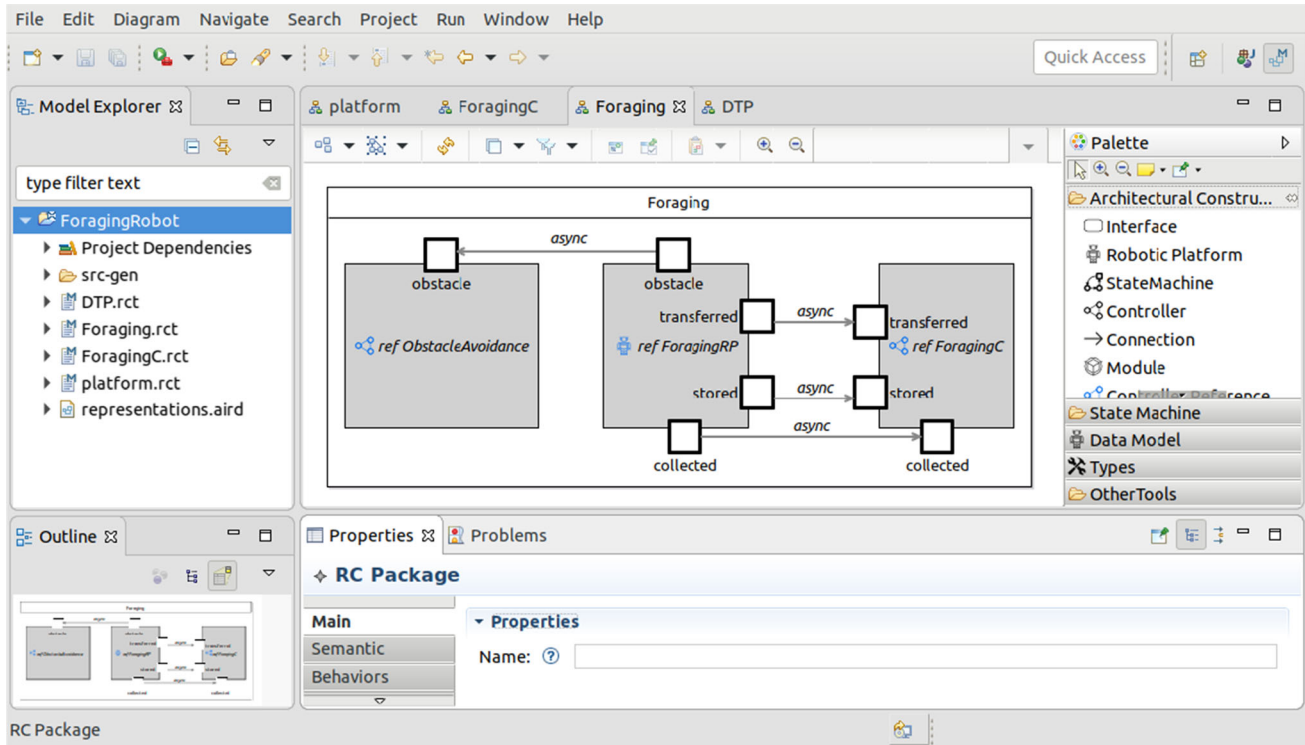 File Edit Diagram Navigate Search Project Run Window Help
Quick Access
Model Explorer
platform ForagingC Foraging DTP
type filter text
ForagingRobot
Project Dependencies
src-gen
DTP.rct
Foraging.rct
ForagingC.rct
platform.rct
representations.aird
Foraging
async
obstacle obstacle
transferred async transferred
ref ObstacleAvoidance ref ForagingRP ref ForagingC
stored async stored
async
collected collected
Palette
Architectural Constru...
Interface
Robotic Platform
StateMachine
Controller
Connection
Module
Controller Reference
State Machine
Data Model
Types
OtherTools
Outline
Foraging
Properties Problems
RC Package
Main
Semantic
Behaviors
Properties
Name:
RC Package